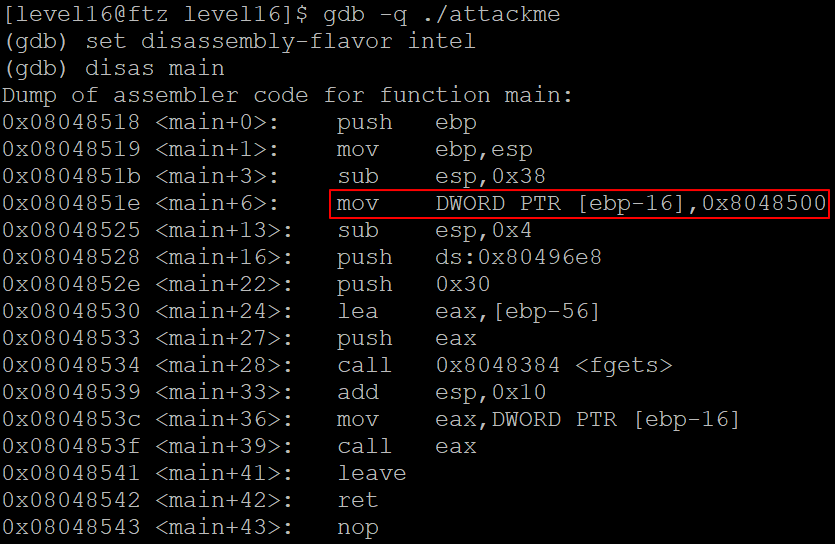 [level16@ftz level16]$ gdb -q ./attackme
(gdb) set disassembly-flavor intel
(gdb) disas main
Dump of assembler code for function main:
0x08048518 <main+0>:   push   ebp
0x08048519 <main+1>:   mov    ebp,esp
0x0804851b <main+3>:   sub    esp,0x38
0x0804851e <main+6>:   mov    DWORD PTR [ebp-16],0x8048500
0x08048525 <main+13>:  sub    esp,0x4
0x08048528 <main+16>:  push   ds:0x80496e8
0x0804852e <main+22>:  push   0x30
0x08048530 <main+24>:  lea    eax,[ebp-56]
0x08048533 <main+27>:  push   eax
0x08048534 <main+28>:  call   0x8048384 <fgets>
0x08048539 <main+33>:  add    esp,0x10
0x0804853c <main+36>:  mov    eax,DWORD PTR [ebp-16]
0x0804853f <main+39>:  call   eax
0x08048541 <main+41>:  leave
0x08048542 <main+42>:  ret
0x08048543 <main+43>:  nop